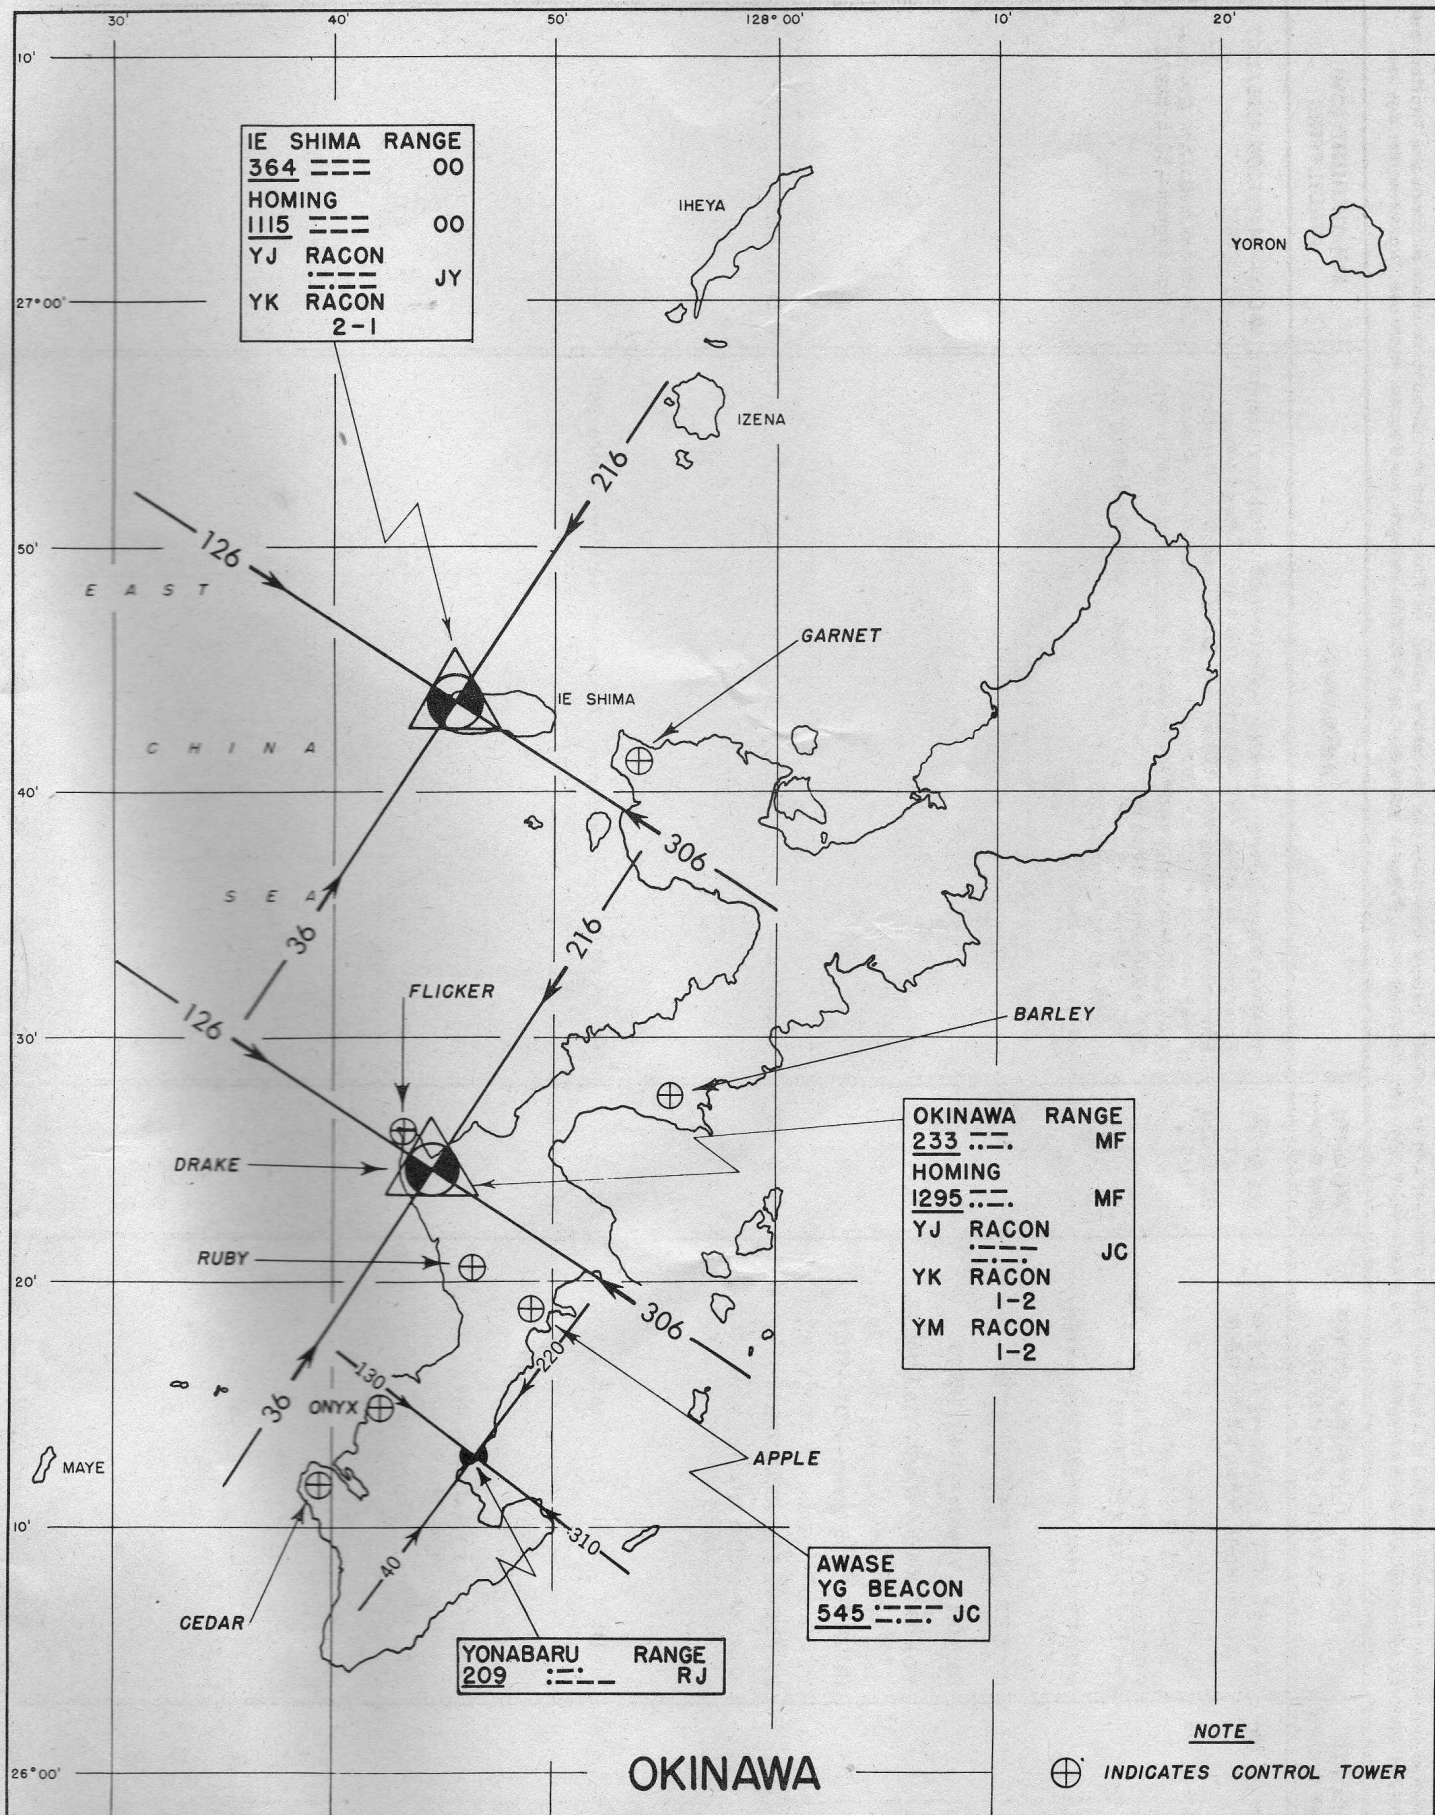 30' 40' 50' 128° 00' 10' 20'
10'
IE SHIMA RANGE
364 OO
HOMING
1115 OO
YJ RACON
JY
YK RACON
2-1
IHEYA
YORON
27° 00'
IZENA
216
126
50'
EAST
GARNET
IE SHIMA
CHINA
40'
306
SEA
36
216
FLICKER
126
BARLEY
30'
OKINAWA RANGE
233 MF
HOMING
1295 MF
YJ RACON
JC
YK RACON
1-2
YM RACON
1-2
DRAKE
RUBY
20'
306
220
130
36
ONYX
MAYE
APPLE
10'
310
40
AWASE
YG BEACON
545 JC
CEDAR
YONABARU RANGE
209 RJ
NOTE
26° 00'
OKINAWA
INDICATES CONTROL TOWER